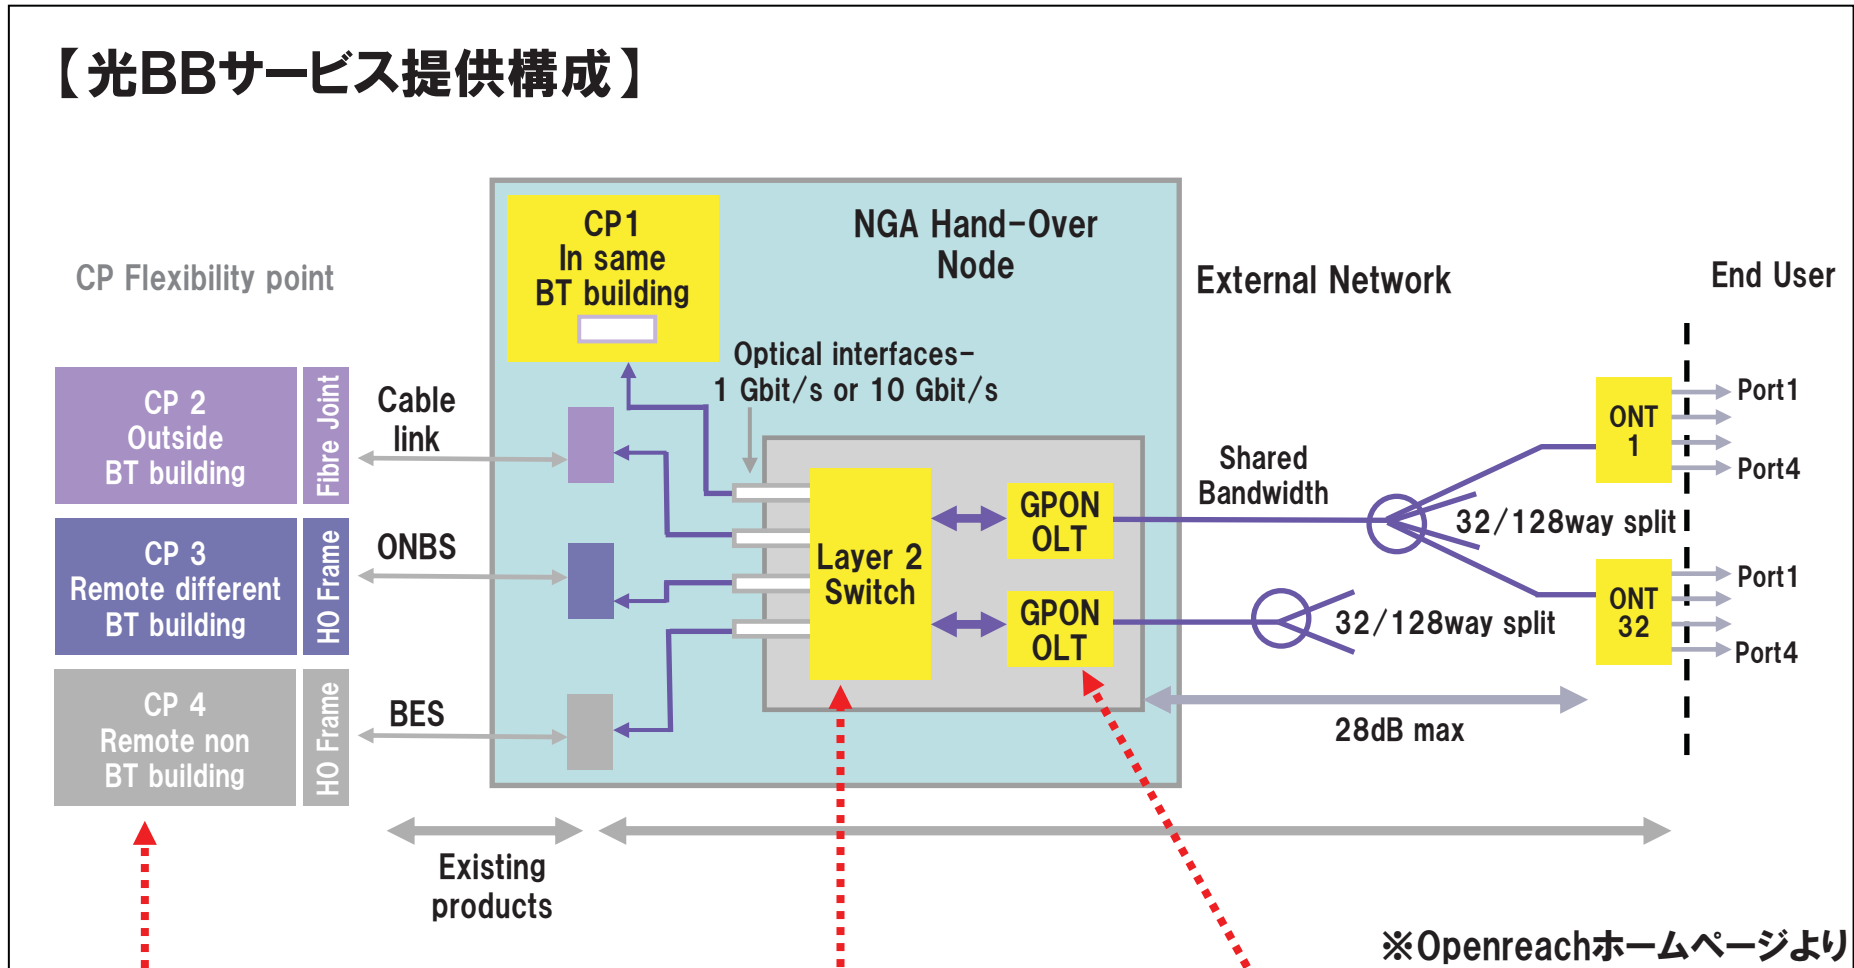 【光BBサービス提供構成】
CP Flexibility point
CP 2
Outside
BT building
Fibre Joint
CP 3
Remote different
BT building
HO Frame
CP 4
Remote non
BT building
HO Frame
Cable
link
ONBS
BES
Existing
products
CP1
In same
BT building
NGA Hand-Over
Node
Optical interfaces-
1 Gbit/s or 10 Gbit/s
Layer 2
Switch
GPON
OLT
GPON
OLT
External Network
Shared
Bandwidth
32/128way split
32/128way split
28dB max
End User
ONT
1
Port1
Port4
ONT
32
Port1
Port4
※Openreachホームページより